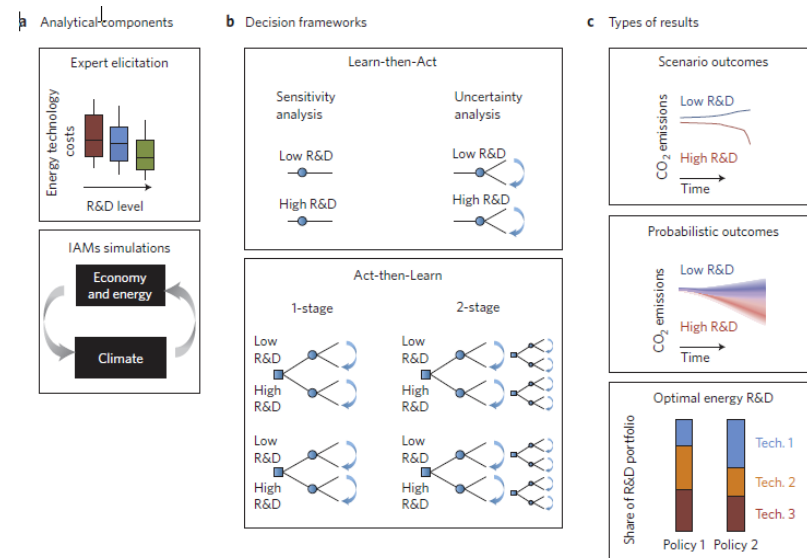 a Analytical components
Expert elicitation
Energy technology
costs
R&D level
IAMs simulations
Economy
and energy
Climate
b Decision frameworks
Learn-then-Act
Sensitivity
analysis
Uncertainty
analysis
Low R&D
Low R&D
High R&D
High R&D
Act-then-Learn
1-stage
2-stage
Low
R&D
High
R&D
Low
R&D
High
R&D
Low
R&D
High
R&D
Low
R&D
High
R&D
c Types of results
Scenario outcomes
CO2 emissions
Low R&D
High R&D
Time
Probabilistic outcomes
CO2 emissions
Low R&D
High R&D
Time
Optimal energy R&D
Share of R&D portfolio
Tech. 1
Tech. 2
Tech. 3
Policy 1 Policy 2